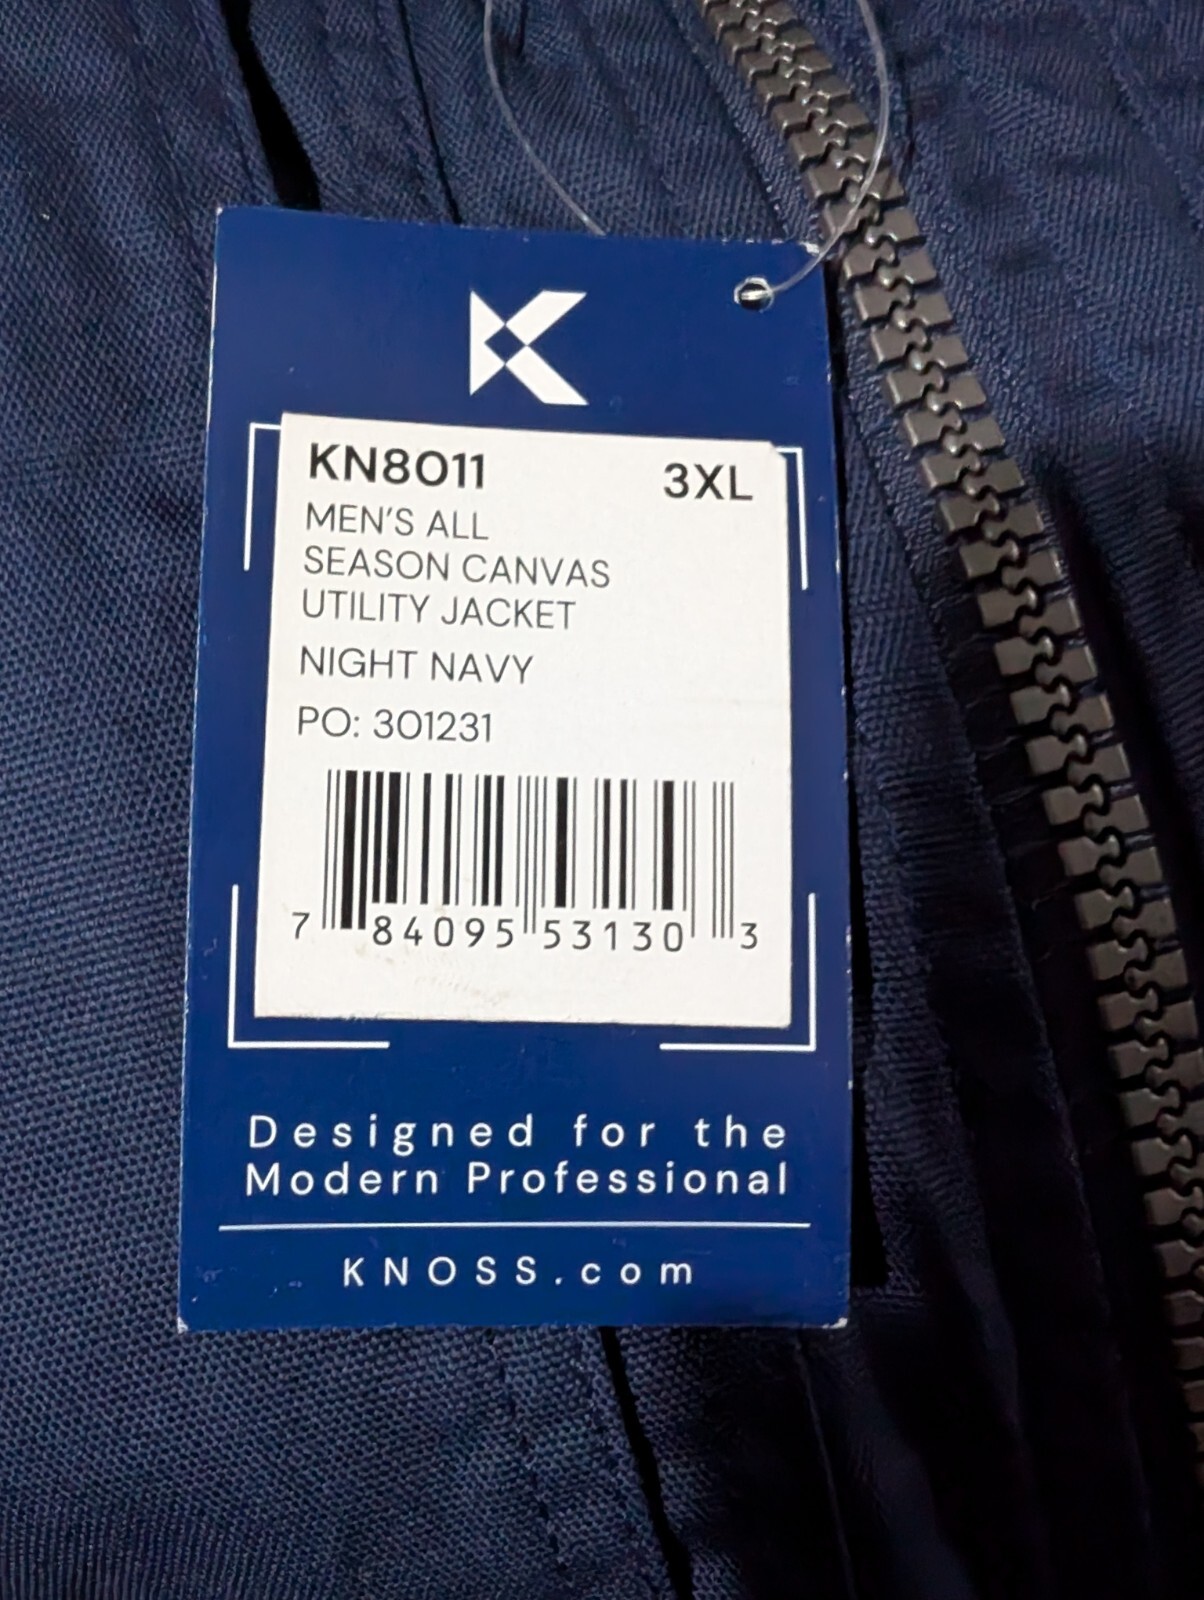 KN8011 3XL
MEN'S ALL
SEASON CANVAS
UTILITY JACKET
NIGHT NAVY
PO: 301231
7 84095 53130 3
Designed for the
Modern Professional
KNOSS.com